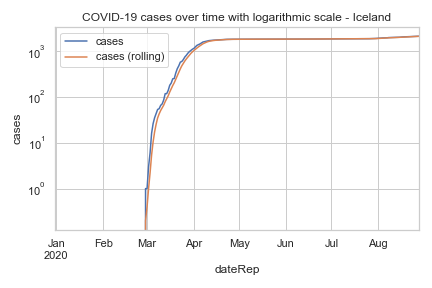 COVID-19 cases over time with logarithmic scale - Iceland
cases
cases (rolling)
10³
10²
10¹
10⁰
cases
Jan Feb Mar Apr May Jun Jul Aug
2020
dateRep